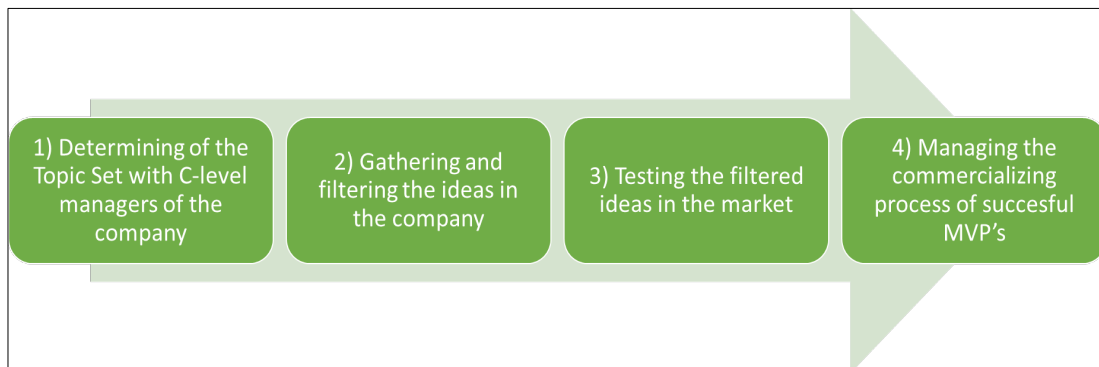 1) Determining of the
Topic Set with C-level
managers of the
company
2) Gathering and
filtering the ideas in
the company
3) Testing the filtered
ideas in the market
4) Managing the
commercializing
process of succesful
MVP's